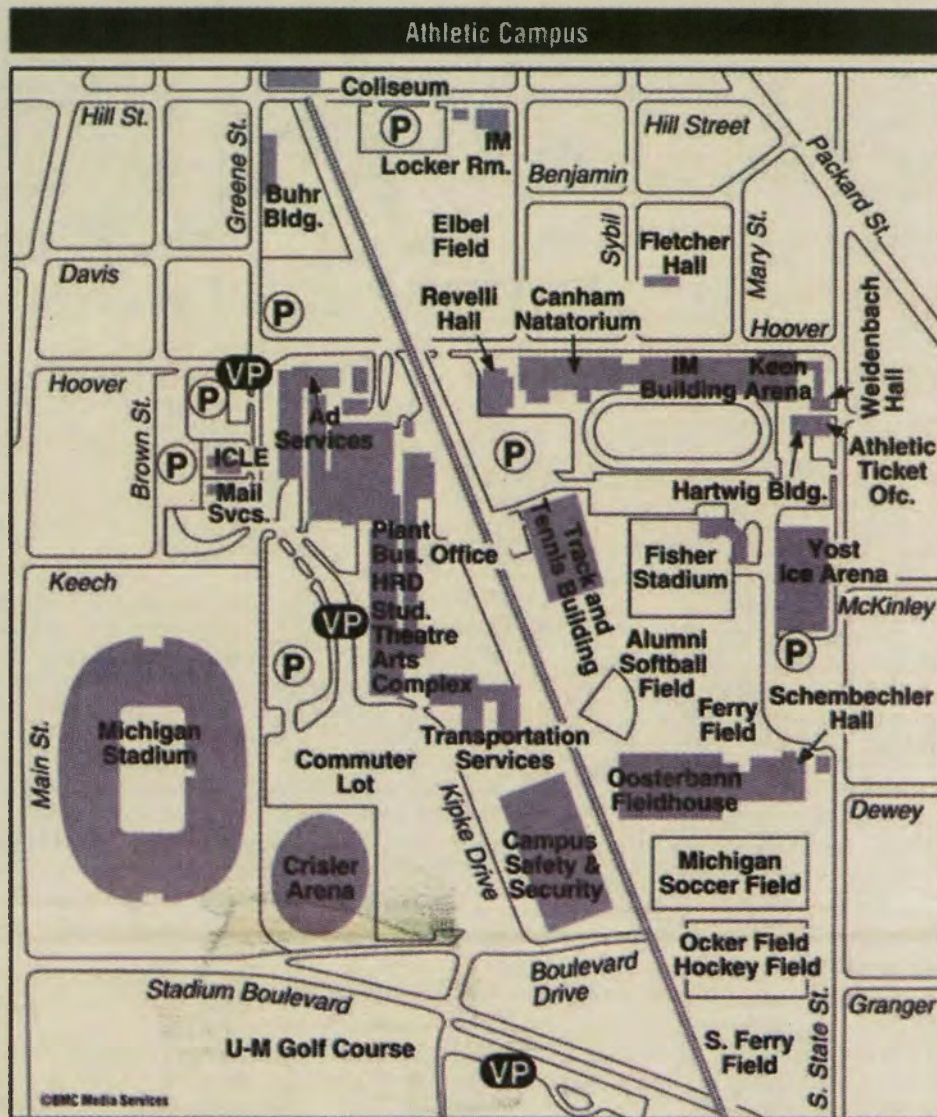 Athletic Campus
Coliseum
Hill St.
P
IM
Locker Rm.
Hill Street
Packard St.
Greene St.
Buhr
Bldg.
Benjamin
Elbel
Field
Sybil
Fletcher
Hall
Mary St.
Davis
P
Revelli
Hall
Canham
Natatorium
Hoover
Weidenbach
Hall
Hoover
VP
P
Brown St.
Ad
Services
IM
Building
Keen
Arena
P
ICLE
Mail
Svcs.
P
Hartwig Bldg.
Athletic
Ticket
Ofc.
Plant
Bus. Office
HRD
Stud.
Theatre
Arts
Complex
Track and
Tennis Building
Fisher
Stadium
Yost
Ice Arena
Keech
McKinley
VP
P
Alumni
Softball
Field
P
Schembechler
Hall
Ferry
Field
Main St.
Michigan
Stadium
Commuter
Lot
Transportation
Services
Oosterbann
Fieldhouse
Dewey
Kipke Drive
Crisler
Arena
Campus
Safety &
Security
Michigan
Soccer Field
Ocker Field
Hockey Field
Boulevard
Drive
Stadium Boulevard
Granger
U-M Golf Course
VP
S. Ferry
Field
S. State St.
©BMC Media Services